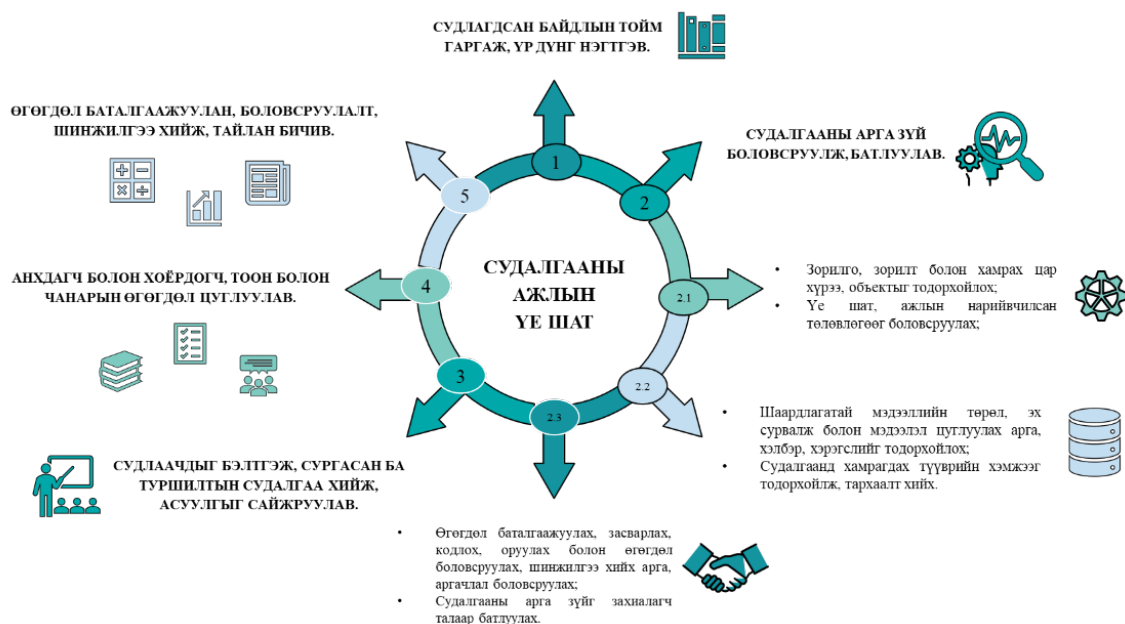 СУДЛАГДСАН БАЙДЛЫН ТОЙМ
ГАРГАЖ, ҮР ДҮНГ НЭГТГЭВ.
1
СУДАЛГААНЫ АРГА ЗҮЙ
БОЛОВСРУУЛЖ, БАТЛУУЛАВ.
2
• Зорилго, зорилт болон хамрах цар
хүрээ, объектыг тодорхойлох;
• Үе шат, ажлын нарийвчилсан
төлөвлөгөөг боловсруулах;
2.1
• Шаардлагатай мэдээллийн төрөл, эх
сурвалж болон мэдээлэл цуглуулах арга,
хэлбэр, хэрэгслийг тодорхойлох;
• Судалгаанд хамрагдах түүврийн хэмжээг
тодорхойлж, тархаалт хийх.
2.2
• Өгөгдөл баталгаажуулах, засварлах,
кодлох, оруулах болон өгөгдөл
боловсруулах, шинжилгээ хийх арга,
аргачлал боловсруулах;
• Судалгааны арга зүйг захиалагч
талаар батлуулах.
2.3
СУДЛААЧДЫГ БЭЛТГЭЖ, СУРГАСАН БА
ТУРШИЛТЫН СУДАЛГАА ХИЙЖ,
АСУУЛГЫГ САЙЖРУУЛАВ.
3
АНХДАГЧ БОЛОН ХОЁРДОГЧ, ТООН БОЛОН
ЧАНАРЫН ӨГӨГДӨЛ ЦУГЛУУЛАВ.
4
ӨГӨГДӨЛ БАТАЛГААЖУУЛАН, БОЛОВСРУУЛАЛТ,
ШИНЖИЛГЭЭ ХИЙЖ, ТАЙЛАН БИЧИВ.
5
СУДАЛГААНЫ
АЖЛЫН
ҮЕ ШАТ